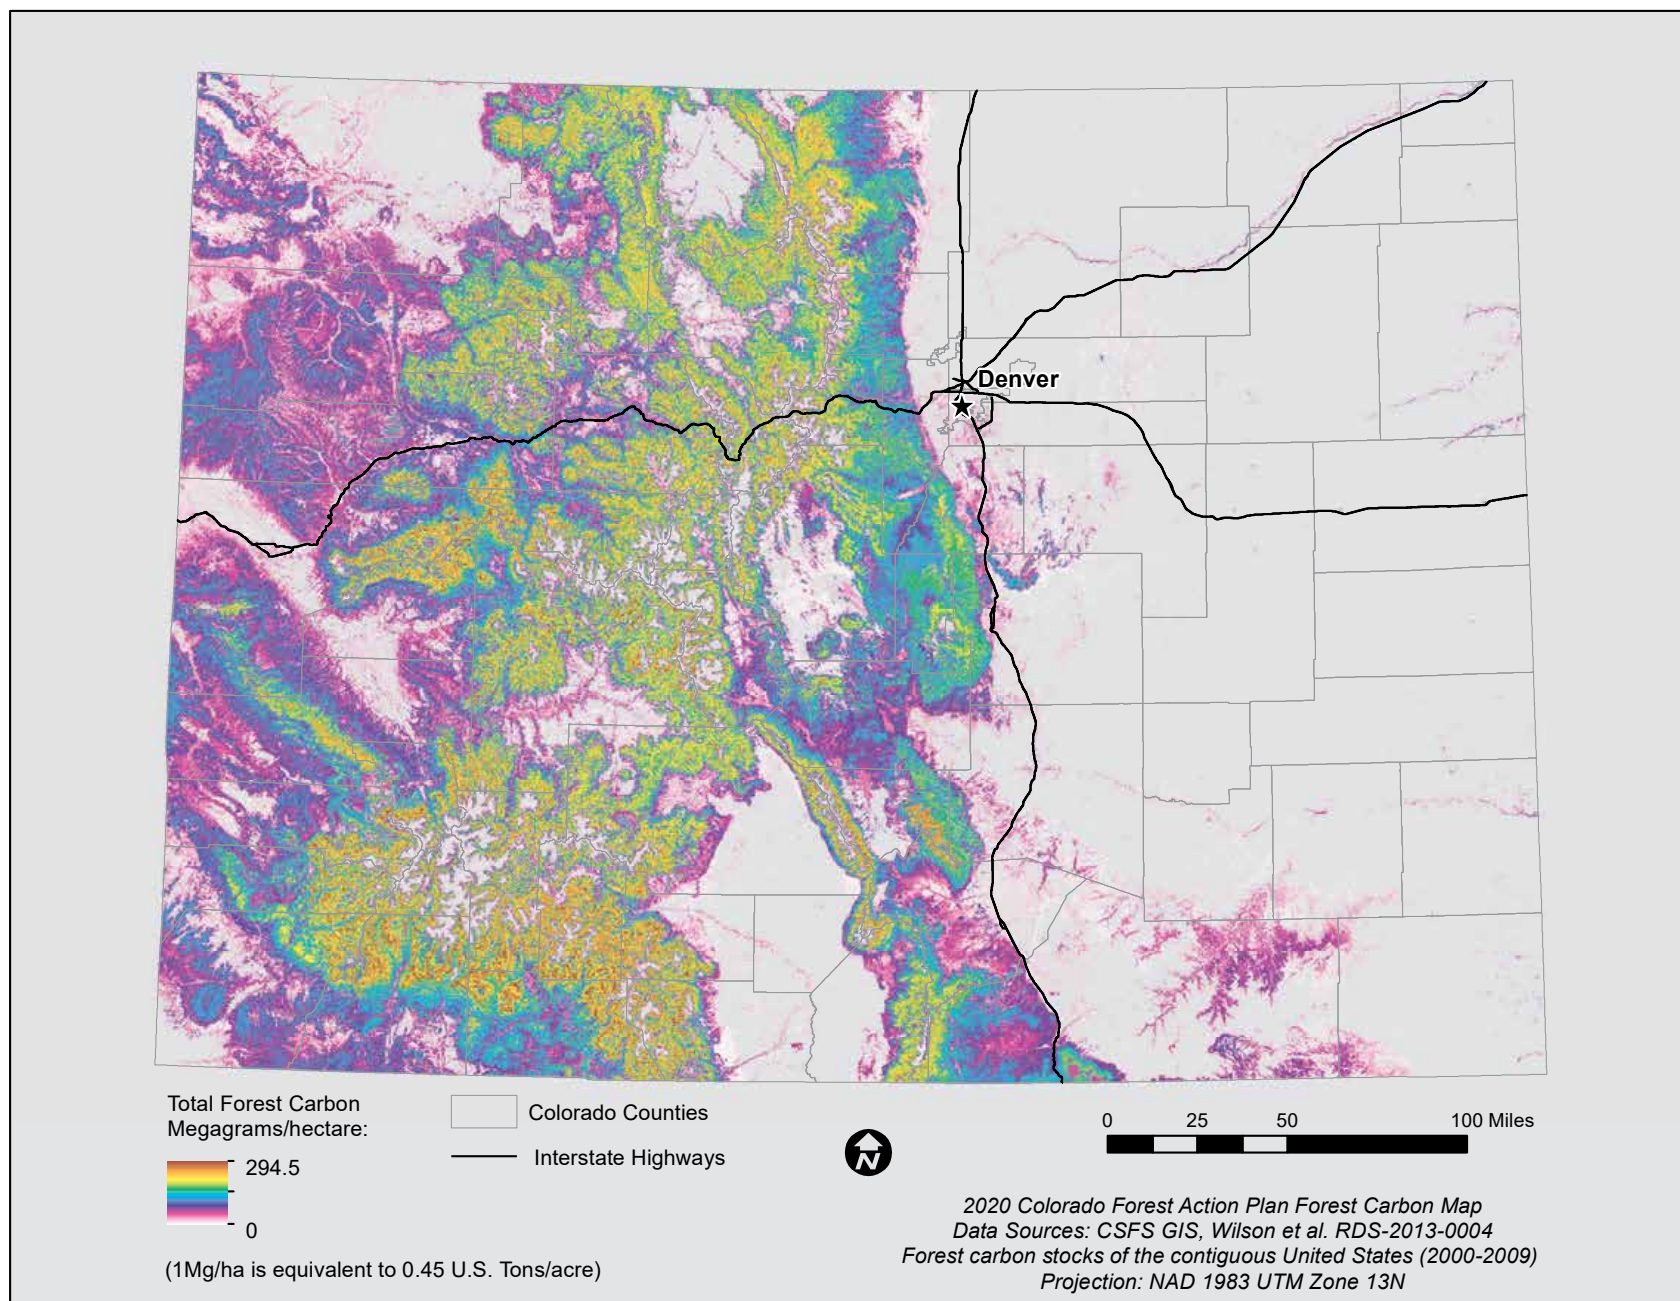 Denver
Total Forest Carbon
Megagrams/hectare:
294.5
0
(1Mg/ha is equivalent to 0.45 U.S. Tons/acre)
Colorado Counties
Interstate Highways
N
0 25 50 100 Miles
2020 Colorado Forest Action Plan Forest Carbon Map
Data Sources: CSFS GIS, Wilson et al. RDS-2013-0004
Forest carbon stocks of the contiguous United States (2000-2009)
Projection: NAD 1983 UTM Zone 13N